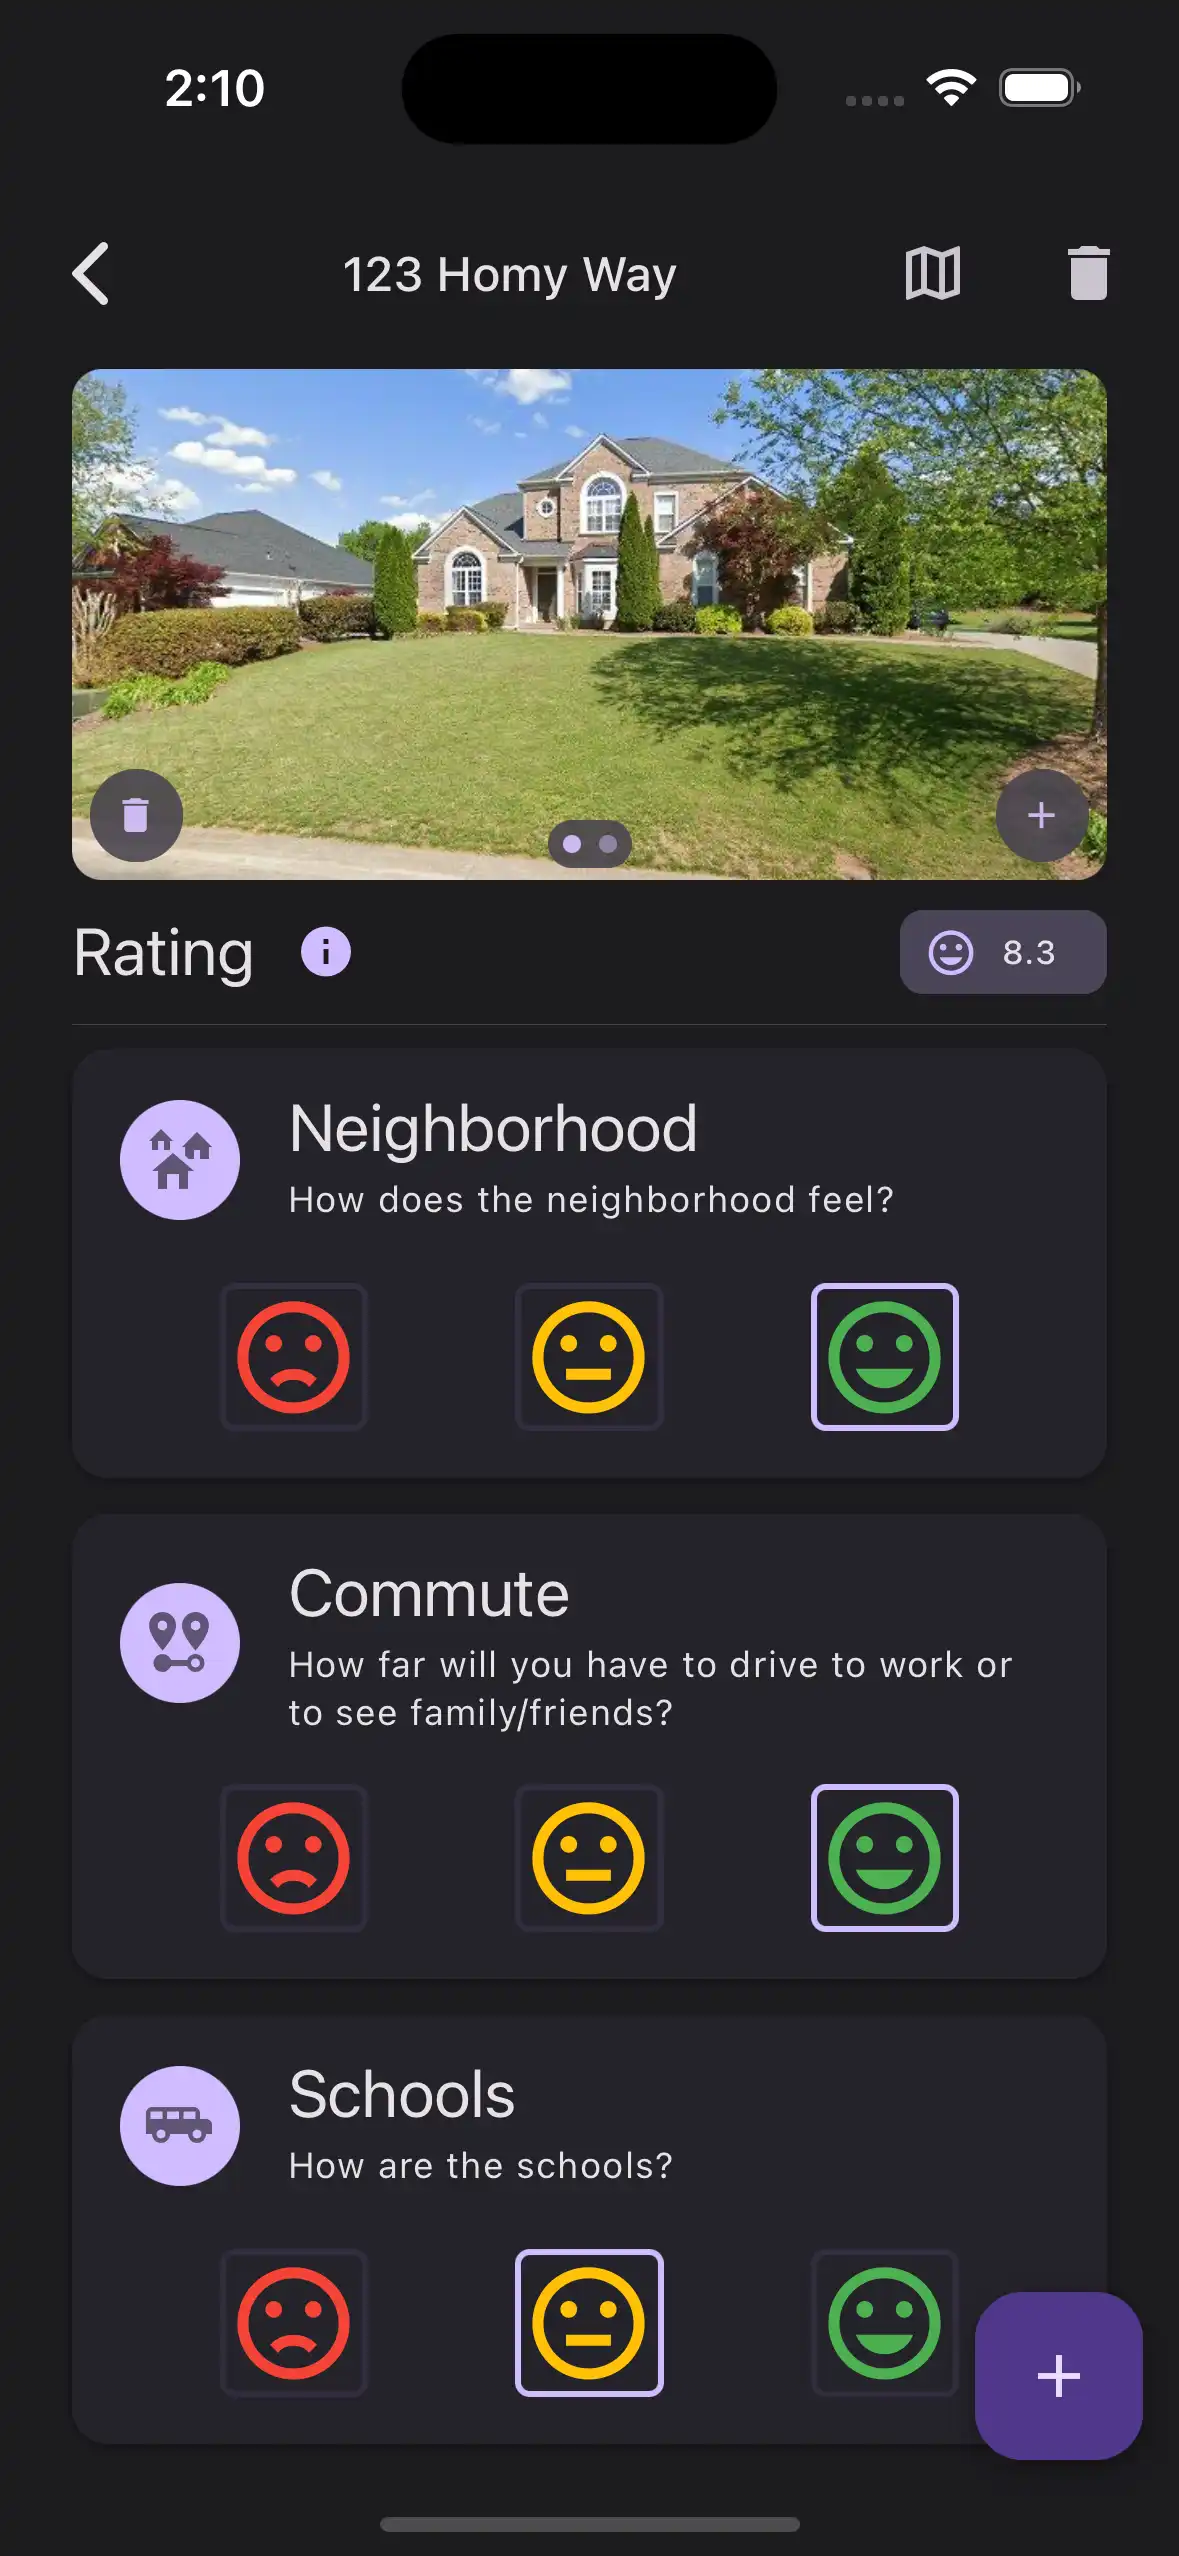 2:10
123 Homy Way
Rating
8.3
Neighborhood
How does the neighborhood feel?
Commute
How far will you have to drive to work or
to see family/friends?
Schools
How are the schools?